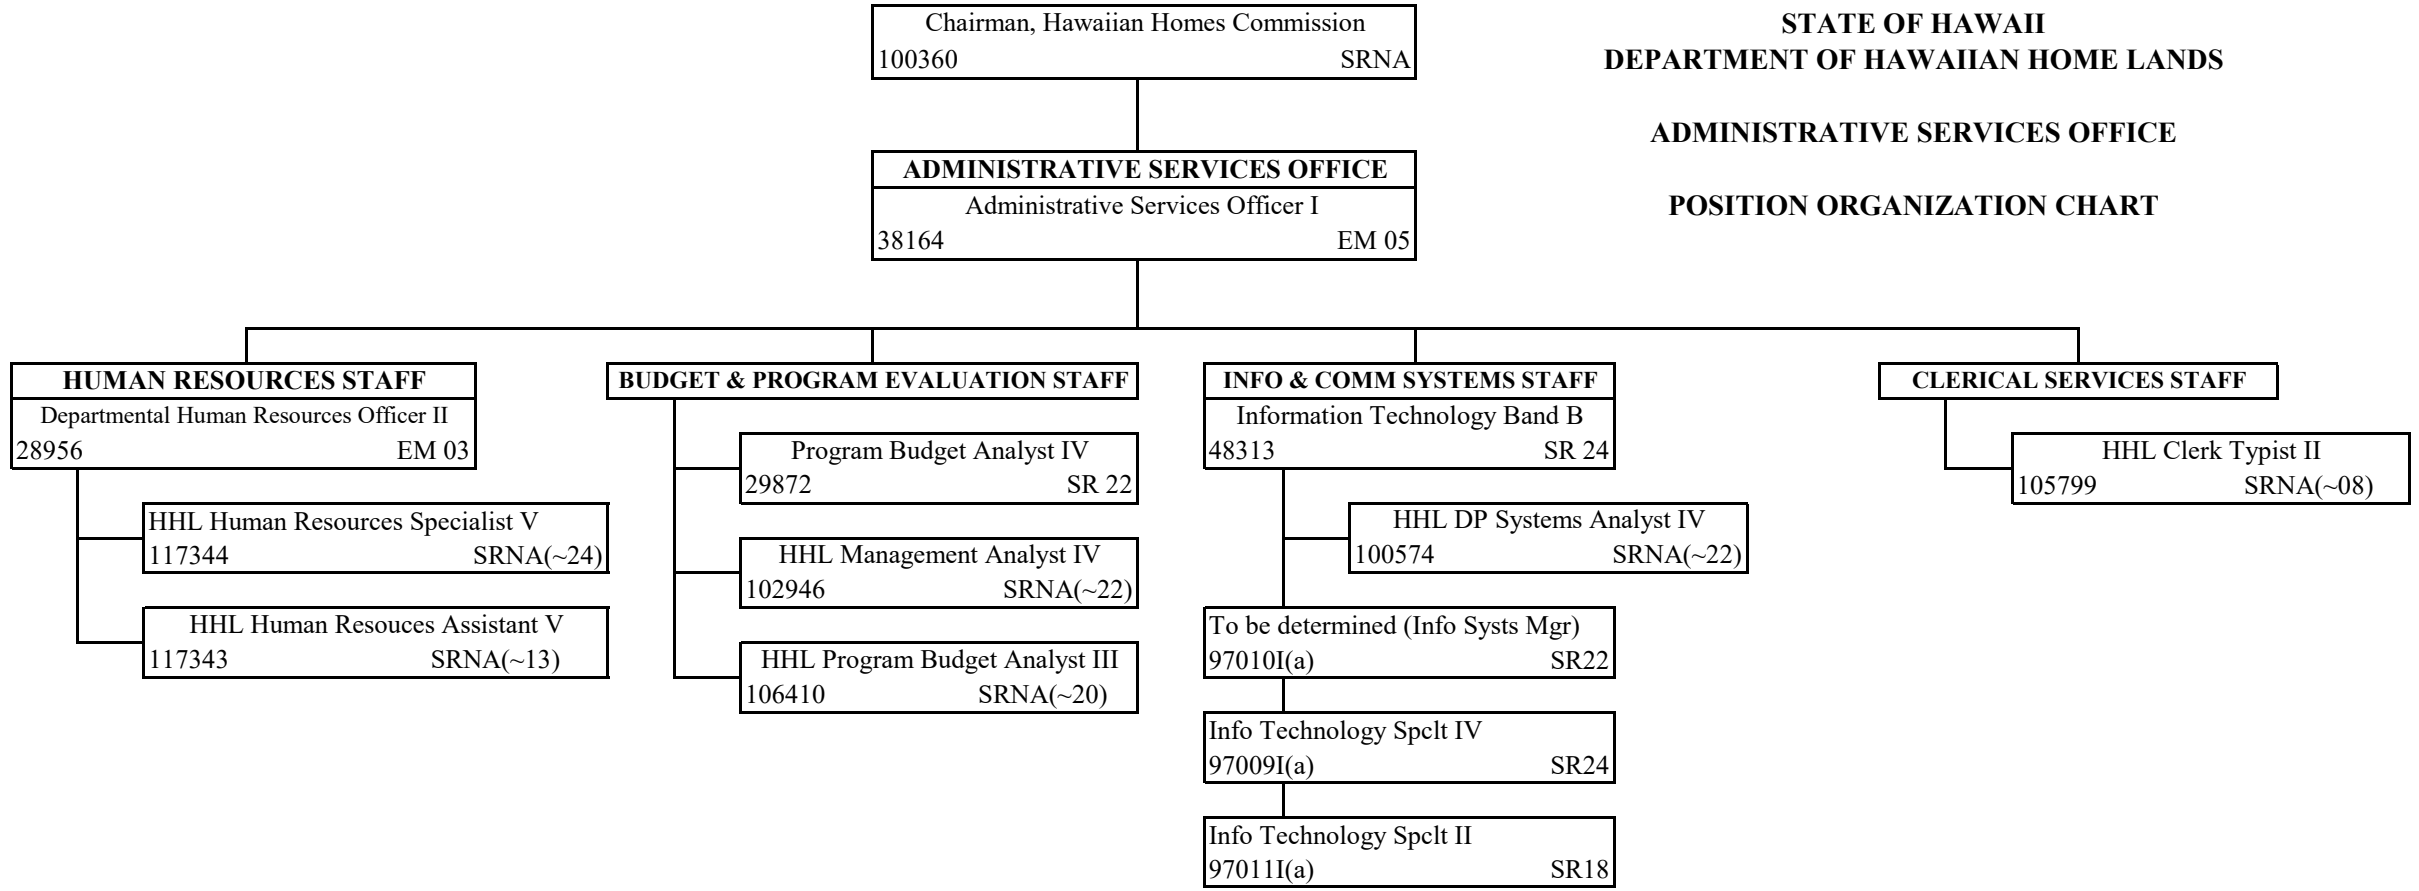 Chairman, Hawaiian Homes Commission
100360 SRNA
STATE OF HAWAII
DEPARTMENT OF HAWAIIAN HOME LANDS
ADMINISTRATIVE SERVICES OFFICE
POSITION ORGANIZATION CHART
ADMINISTRATIVE SERVICES OFFICE
Administrative Services Officer I
38164 EM 05
HUMAN RESOURCES STAFF
Departmental Human Resources Officer II
28956 EM 03
HHL Human Resources Specialist V
117344 SRNA(~24)
HHL Human Resouces Assistant V
117343 SRNA(~13)
BUDGET & PROGRAM EVALUATION STAFF
Program Budget Analyst IV
29872 SR 22
HHL Management Analyst IV
102946 SRNA(~22)
HHL Program Budget Analyst III
106410 SRNA(~20)
INFO & COMM SYSTEMS STAFF
Information Technology Band B
48313 SR 24
HHL DP Systems Analyst IV
100574 SRNA(~22)
To be determined (Info Systs Mgr)
97010I(a) SR22
Info Technology Spclt IV
97009I(a) SR24
Info Technology Spclt II
97011I(a) SR18
CLERICAL SERVICES STAFF
HHL Clerk Typist II
105799 SRNA(~08)